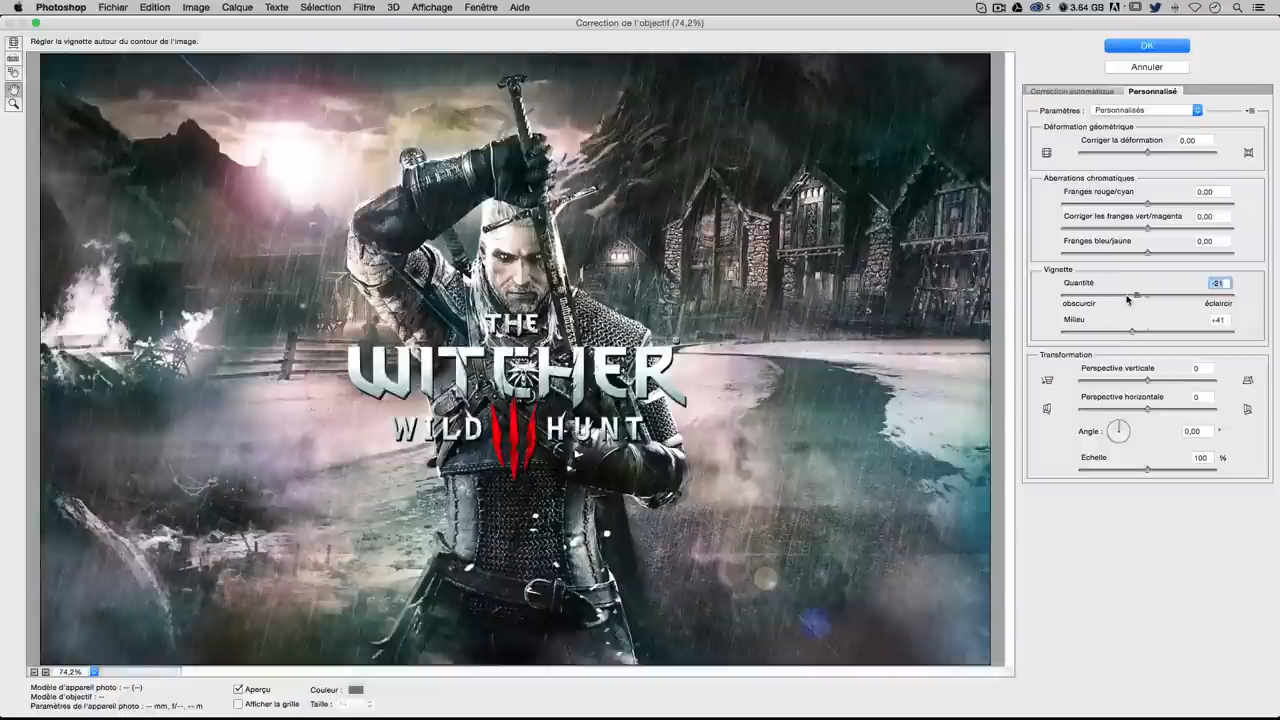 Photoshop Fichier Edition Image Calque Texte Sélection Filtre 3D Affichage Fenêtre Aide 5 3.64 GB
Correction de l'objectif (74,2%)
Régler la vignette autour du contour de l'image.
OK
Annuler
Correction automatique Personnalisé
Paramètres : Personnalisés
Déformation géométrique
Corriger la déformation 0,00
Aberrations chromatiques
Franges rouge/cyan 0,00
Corriger les franges vert/magenta 0,00
Franges bleu/jaune 0,00
Vignette
Quantité -21
obscurcir éclaircir
Milieu +41
Transformation
Perspective verticale 0
Perspective horizontale 0
Angle : 0,00 °
Echelle 100 %
THE
WITCHER
WILD HUNT
74,2%
Modèle d'appareil photo : -- (--)
Modèle d'objectif : --
Paramètres de l'appareil photo : -- mm, f/--, -- m
Aperçu Couleur :
Afficher la grille Taille :